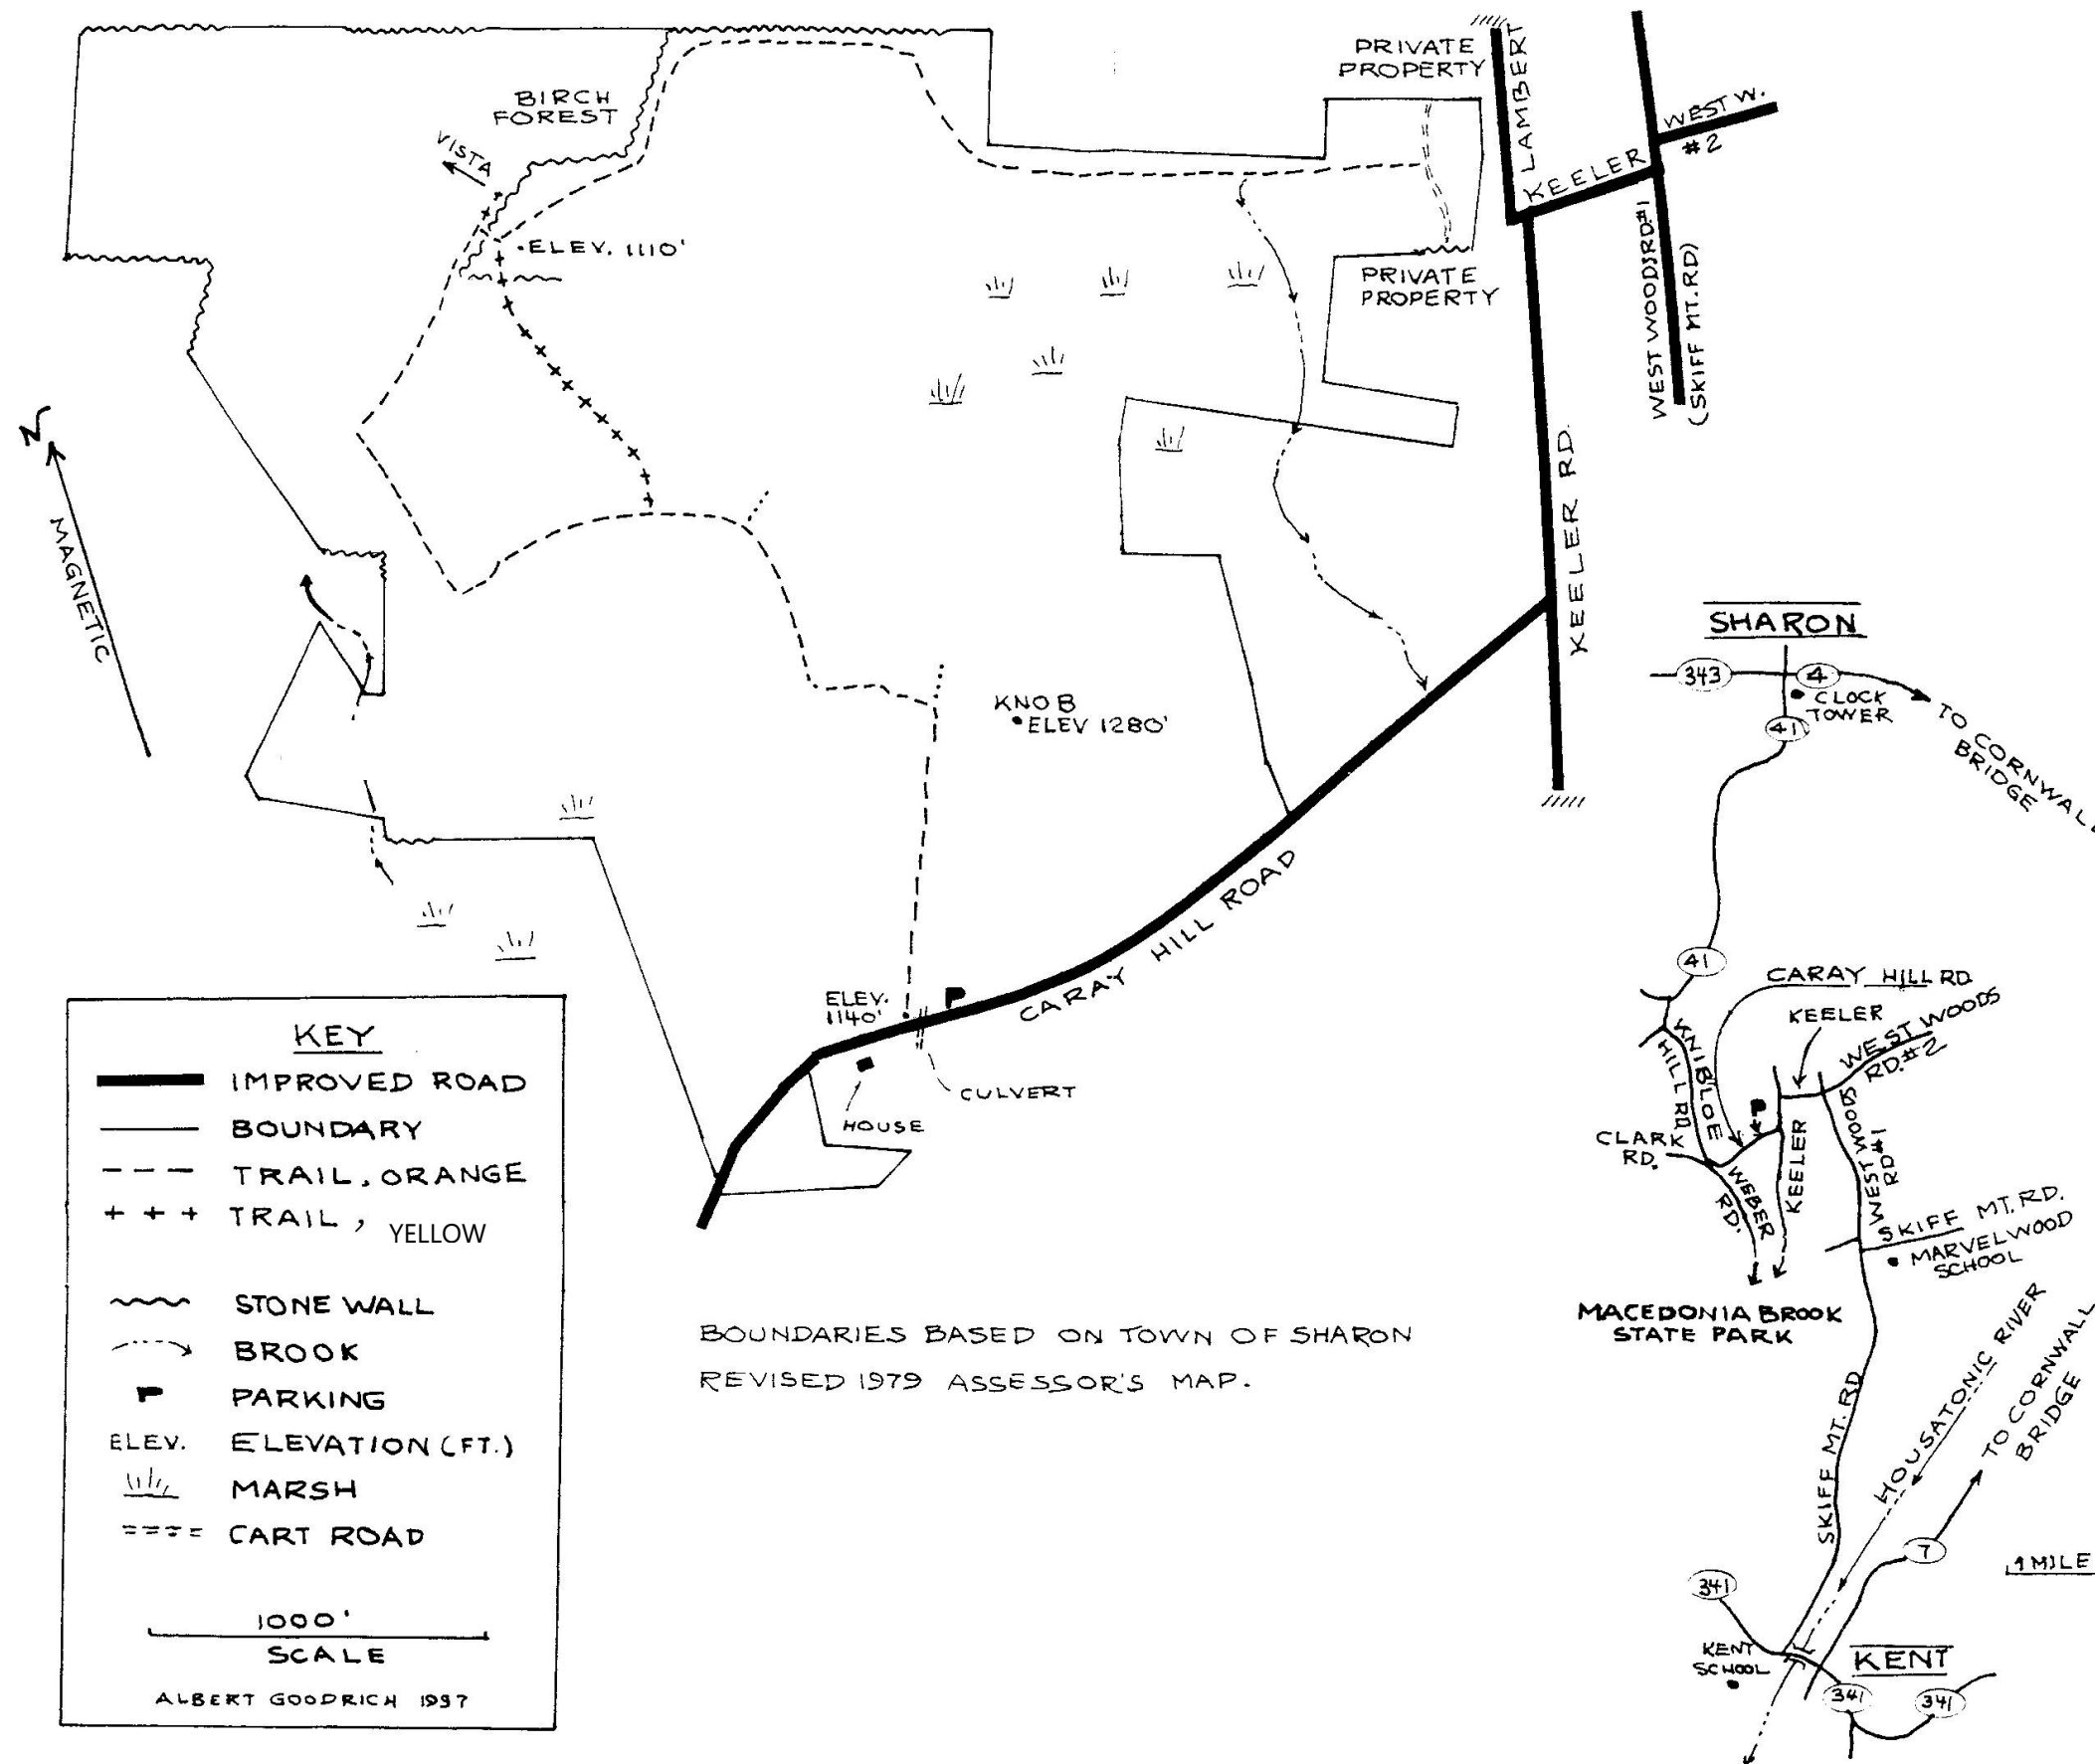 BIRCH
FOREST
VISTA
ELEV. 1110'
PRIVATE
PROPERTY
LAMBERT
KEELER
WEST W.
#2
WEST WOODS RD.#1
(SKIFF MT. RD)
PRIVATE
PROPERTY
KEELER RD.
N
MAGNETIC
KNOB
ELEV 1280'
CARAY HILL ROAD
ELEV.
1140'
P
CULVERT
HOUSE
KEY
IMPROVED ROAD
BOUNDARY
TRAIL, ORANGE
+ + + TRAIL, YELLOW
STONE WALL
BROOK
P PARKING
ELEV. ELEVATION (FT.)
MARSH
CART ROAD
1000'
SCALE
ALBERT GOODRICH 1997
BOUNDARIES BASED ON TOWN OF SHARON
REVISED 1979 ASSESSOR'S MAP.
SHARON
343
4
CLOCK
TOWER
41
TO CORNWALL
BRIDGE
41
CARAY HILL RD.
KEELER
WEST WOODS
RD.#2
KNIBLOE
HILL RD
P
CLARK
RD.
WEBER
RD.
KEELER
WEST WOODS
RD#1
SKIFF MT. RD.
MARVELWOOD
SCHOOL
MACEDONIA BROOK
STATE PARK
SKIFF MT. RD
HOUSATONIC RIVER
TO CORNWALL
BRIDGE
7
1 MILE
341
KENT
SCHOOL
KENT
341
341